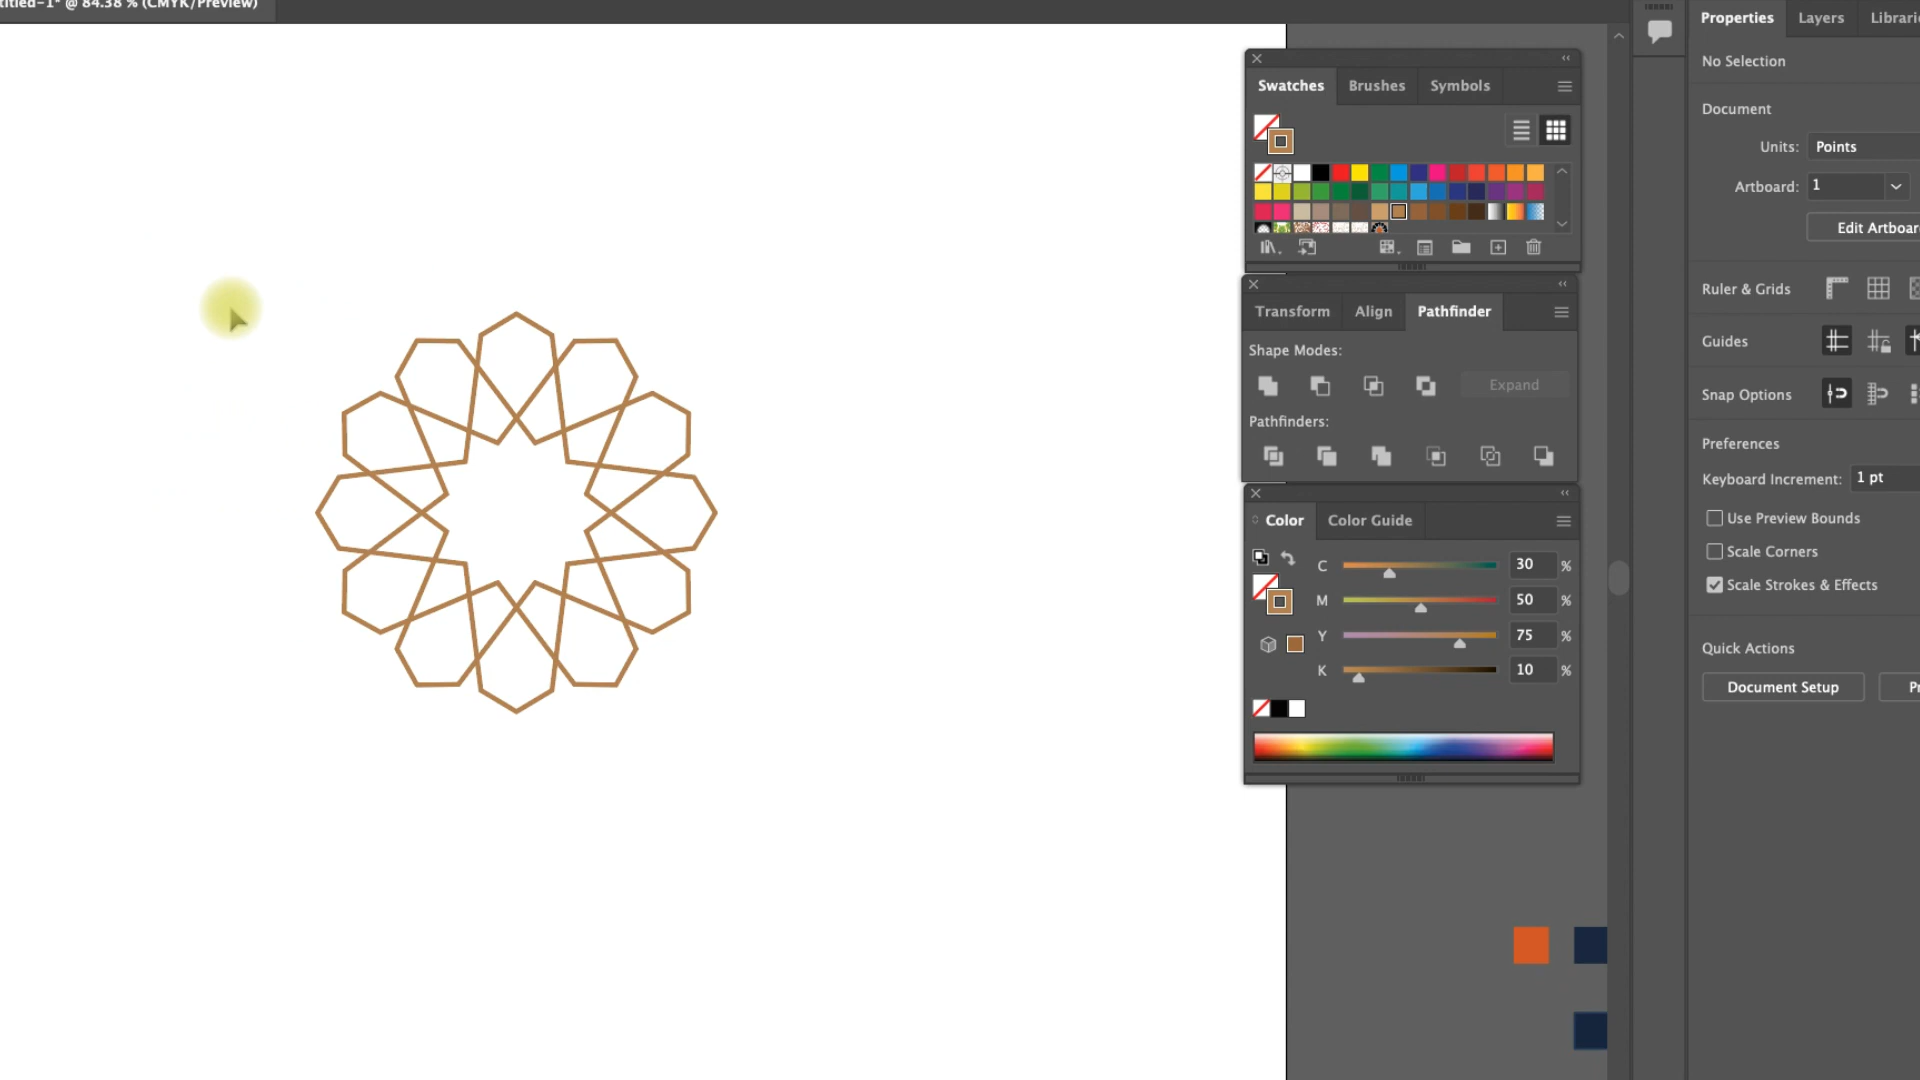 titled-1* @ 84.38 % (CMYK/Preview)
Properties Layers Librari
No Selection
Document
Units: Points
Artboard: 1
Edit Artboar
Ruler & Grids
Guides
Snap Options
Preferences
Keyboard Increment: 1 pt
Use Preview Bounds
Scale Corners
Scale Strokes & Effects
Quick Actions
Document Setup Pr
Swatches Brushes Symbols
Transform Align Pathfinder
Shape Modes:
Expand
Pathfinders:
Color Color Guide
C 30 %
M 50 %
Y 75 %
K 10 %